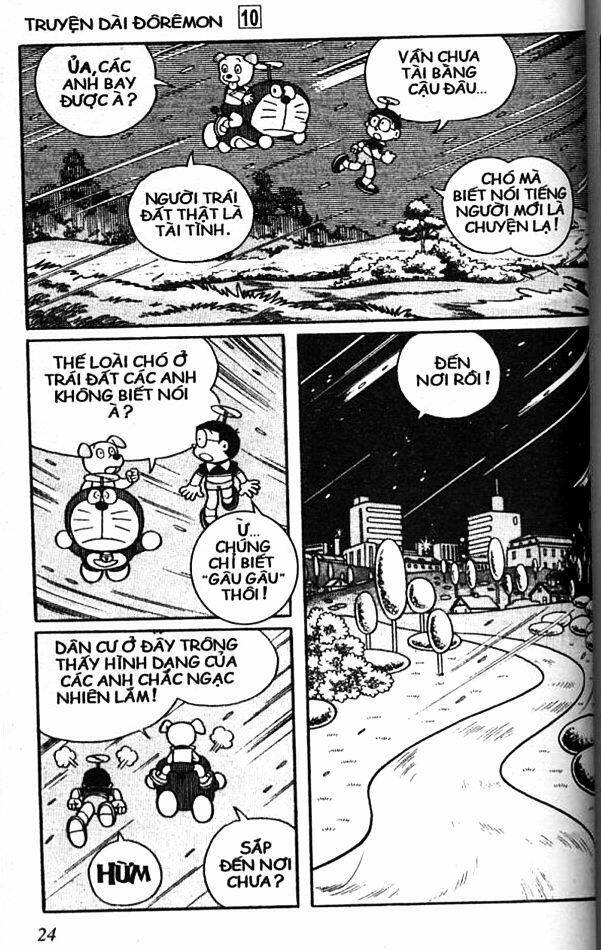 TRUYỆN DÀI ĐÔRÊMON 10
ỦA, CÁC
ANH BAY
ĐƯỢC À?
VẪN CHƯA
TÀI BẰNG
CẬU ĐÂU...
NGƯỜI TRÁI
ĐẤT THẬT LÀ
TÀI TÌNH.
CHÓ MÀ
BIẾT NÓI TIẾNG
NGƯỜI MỚI LÀ
CHUYỆN LẠ!
THẾ LOÀI CHÓ Ở
TRÁI ĐẤT CÁC ANH
KHÔNG BIẾT NÓI
À?
Ừ...
CHÚNG
CHỈ BIẾT
"GÂU GÂU"
THÔI!
ĐẾN
NƠI RỒI!
DÂN CƯ Ở ĐÂY TRÔNG
THẤY HÌNH DẠNG CỦA
CÁC ANH CHẮC NGẠC
NHIÊN LẮM!
HỪM
SẮP
ĐẾN NƠI
CHƯA?
24